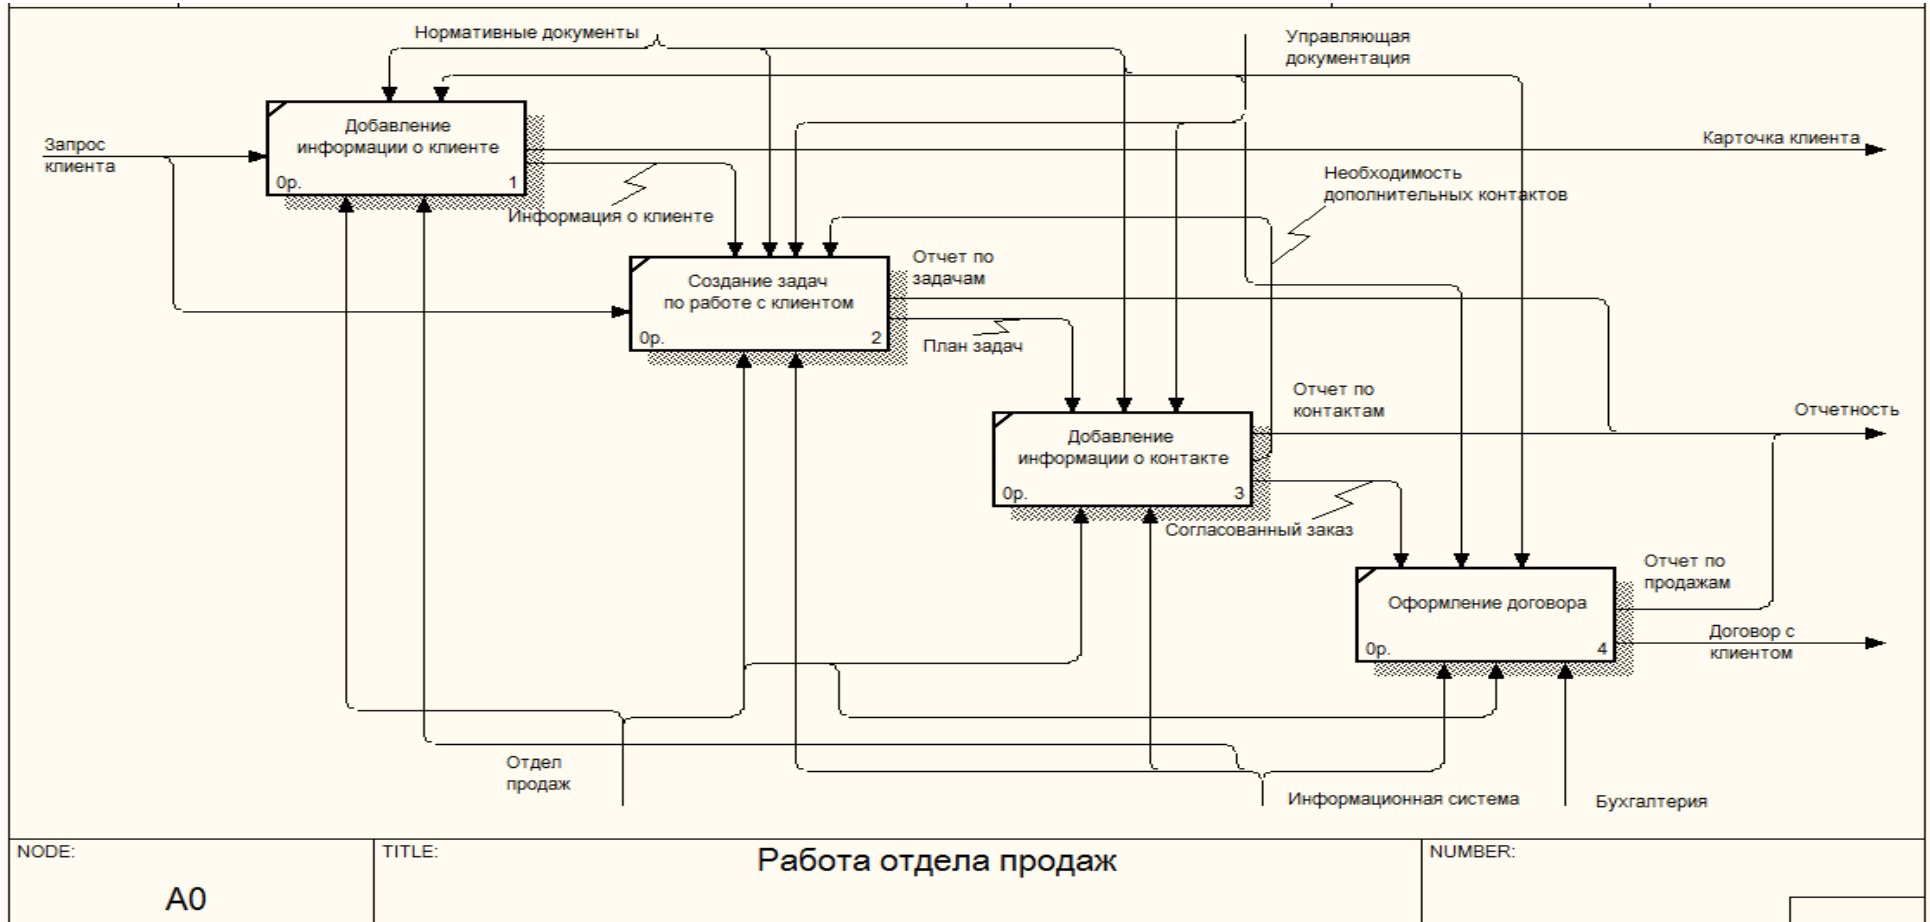 Нормативные документы
Управляющая
документация
Запрос
клиента
Добавление
информации о клиенте
0р.
1
Карточка клиента
Необходимость
дополнительных контактов
Информация о клиенте
Отчет по
задачам
Создание задач
по работе с клиентом
0р.
2
План задач
Отчет по
контактам
Отчетность
Добавление
информации о контакте
0р.
3
Согласованный заказ
Отчет по
продажам
Оформление договора
0р.
4
Договор с
клиентом
Отдел
продаж
Информационная система
Бухгалтерия
NODE:
A0
TITLE:
Работа отдела продаж
NUMBER: